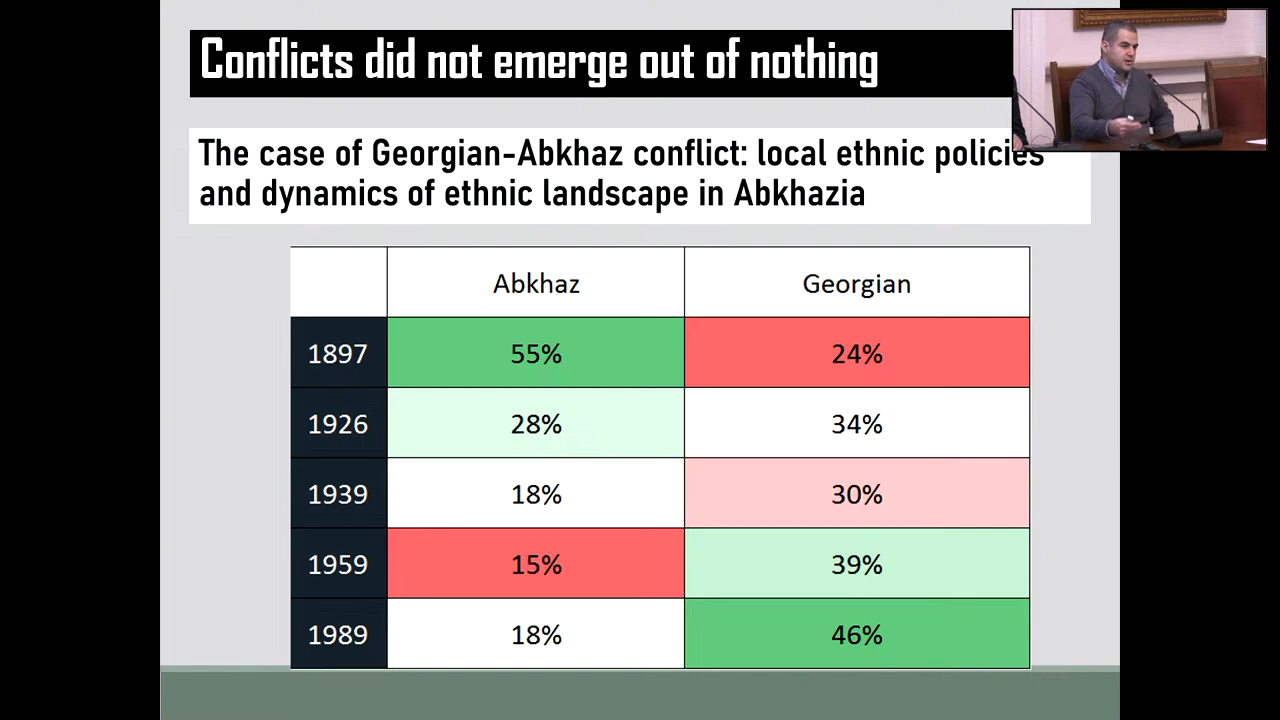 Conflicts did not emerge out of nothing
The case of Georgian-Abkhaz conflict: local ethnic policies
and dynamics of ethnic landscape in Abkhazia
Abkhaz Georgian
1897 55% 24%
1926 28% 34%
1939 18% 30%
1959 15% 39%
1989 18% 46%